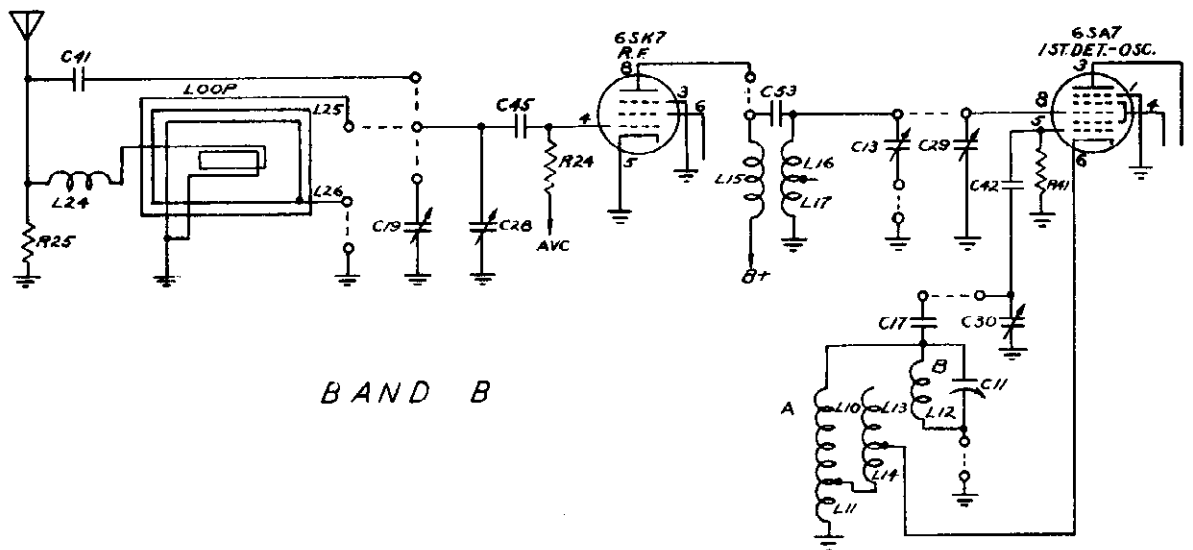 C41
LOOP
L25
L26
L24
R25
C19
C28
C45
R24
AVC
6SK7
R.F.
8
4
3
6
5
C53
L15
L16
L17
B+
C13
C29
6SA7
1ST. DET.-OSC.
3
8
5
4
6
C42
R41
C17
C30
B
C11
L12
A
L10
L13
L14
L11
BAND B